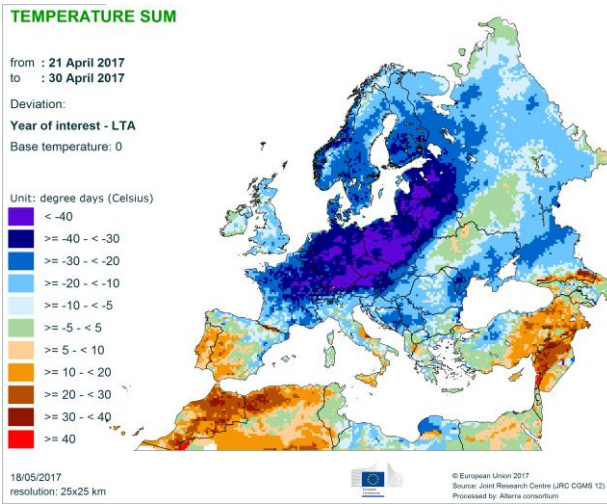 TEMPERATURE SUM
from : 21 April 2017
to : 30 April 2017
Deviation:
Year of interest - LTA
Base temperature: 0
Unit: degree days (Celsius)
< -40
>= -40 - < -30
>= -30 - < -20
>= -20 - < -10
>= -10 - < -5
>= -5 - < 5
>= 5 - < 10
>= 10 - < 20
>= 20 - < 30
>= 30 - < 40
>= 40
18/05/2017
resolution: 25x25 km
© European Union 2017
Source: Joint Research Centre (JRC CGMS 12)
Processed by: Alterra consortium